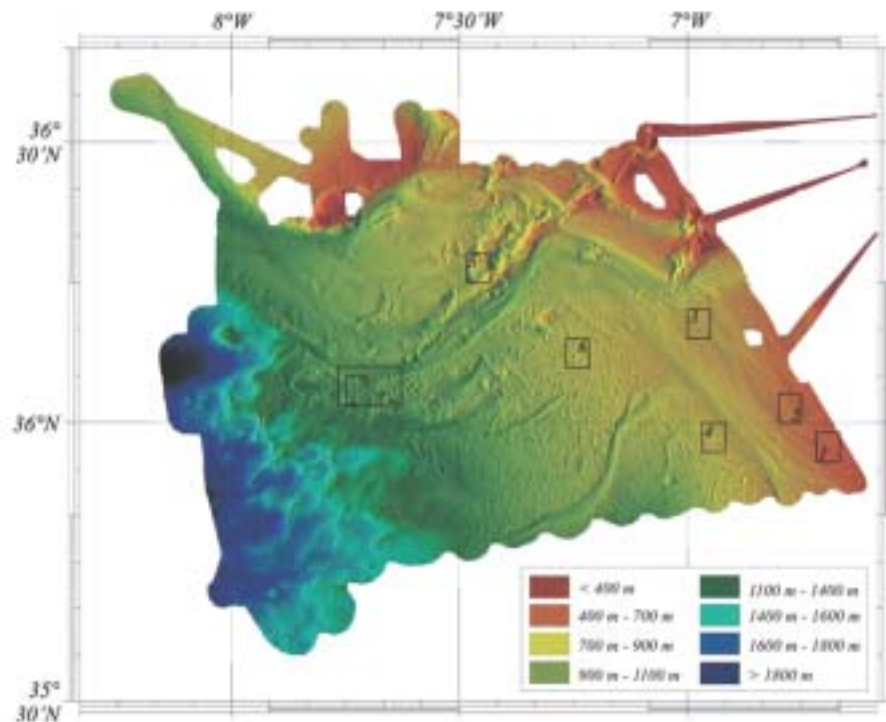 8°W 7°30'W 7°W
36°
30'N
36°N
35°
30'N
< 400 m
400 m - 700 m
700 m - 900 m
900 m - 1100 m
1100 m - 1400 m
1400 m - 1600 m
1600 m - 1800 m
> 1800 m